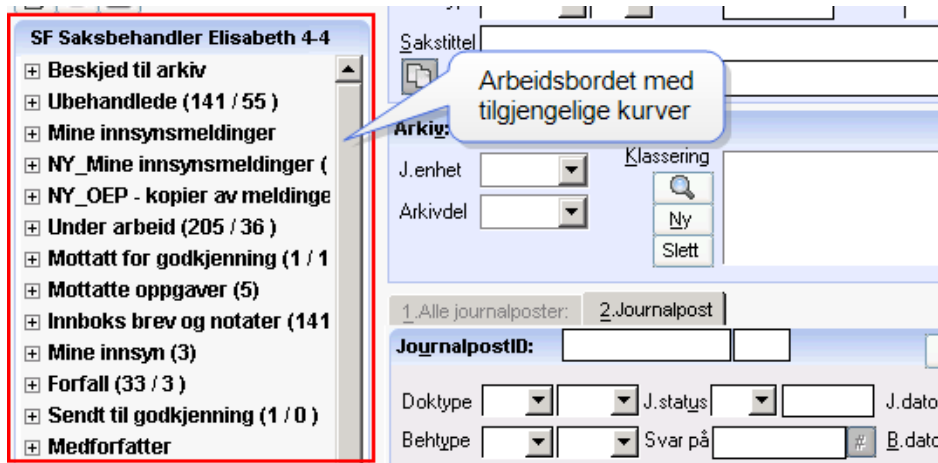 SF Saksbehandler Elisabeth 4-4
Beskjed til arkiv
Ubehandlede (141 / 55 )
Mine innsynsmeldinger
NY_Mine innsynsmeldinger (
NY_OEP - kopier av meldinge
Under arbeid (205 / 36 )
Mottatt for godkjenning (1 / 1
Mottatte oppgaver (5)
Innboks brev og notater (141
Mine innsyn (3)
Forfall (33 / 3 )
Sendt til godkjenning (1 / 0 )
Medforfatter
Sakstittel
Arbeidsbordet med
tilgjengelige kurver
Arkiv:
J.enhet
Klassering
Arkivdel
Ny
Slett
1.Alle journalposter:
2.Journalpost
JournalpostID:
Doktype
J.status
J.dato
Behtype
Svar på
#
B.dato